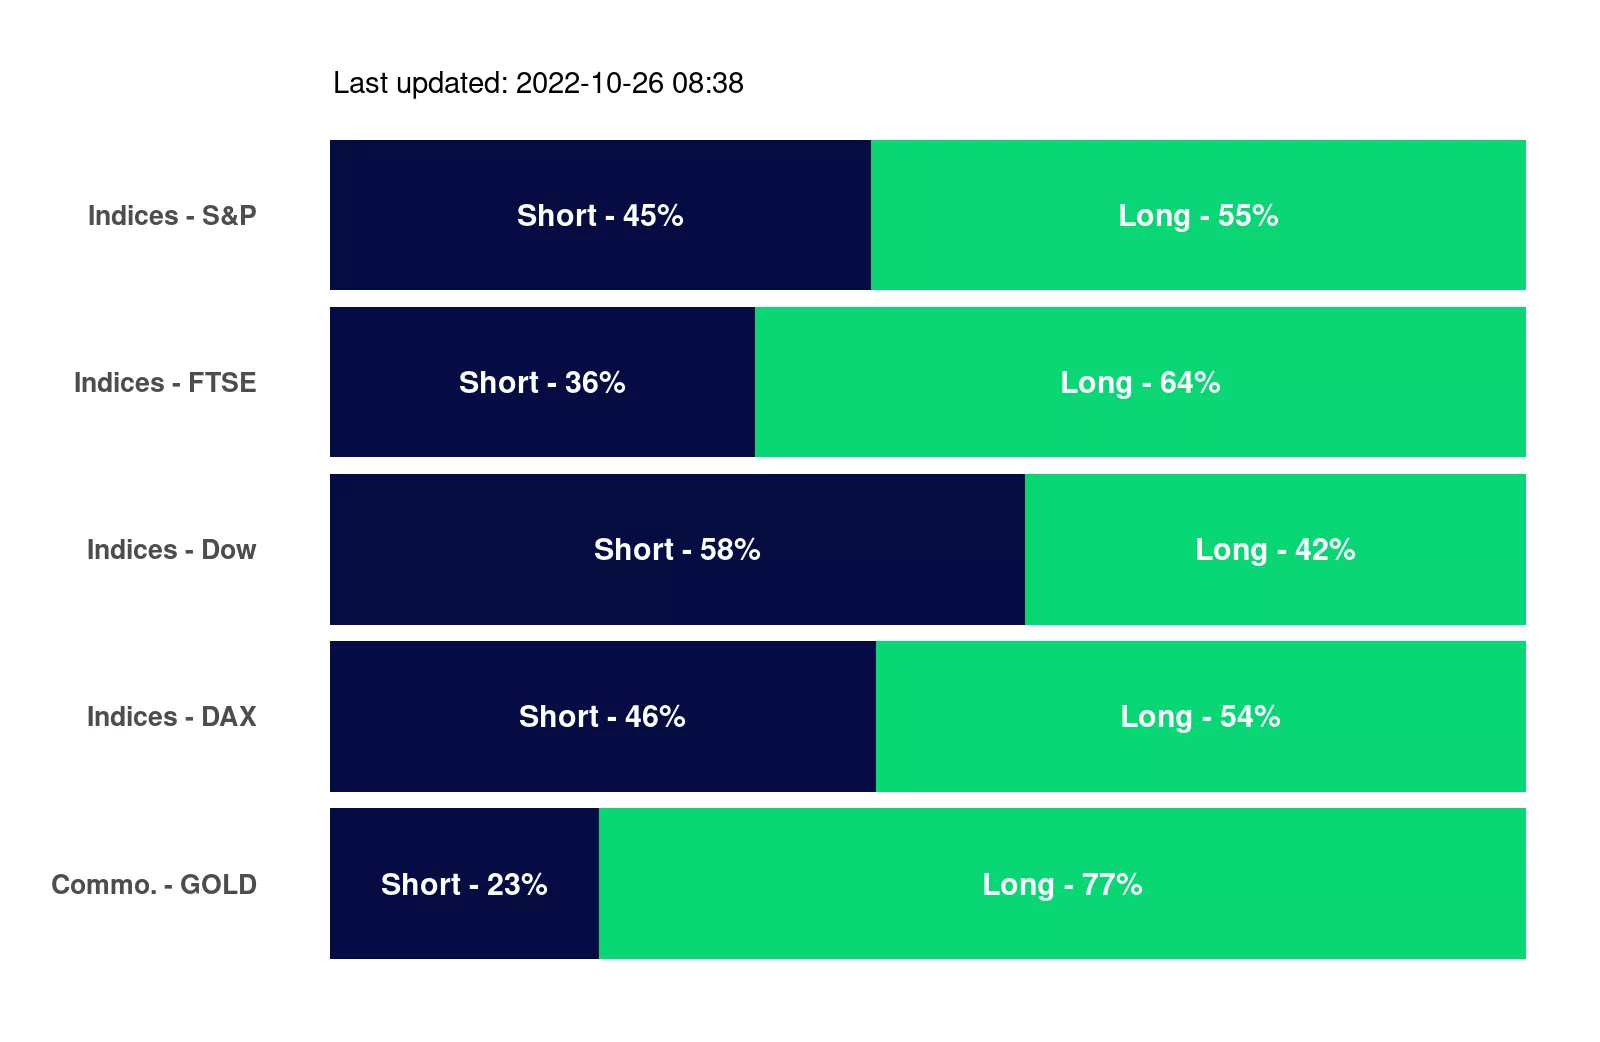 Last updated: 2022-10-26 08:38
Indices - S&P Short - 45% Long - 55%
Indices - FTSE Short - 36% Long - 64%
Indices - Dow Short - 58% Long - 42%
Indices - DAX Short - 46% Long - 54%
Commo. - GOLD Short - 23% Long - 77%